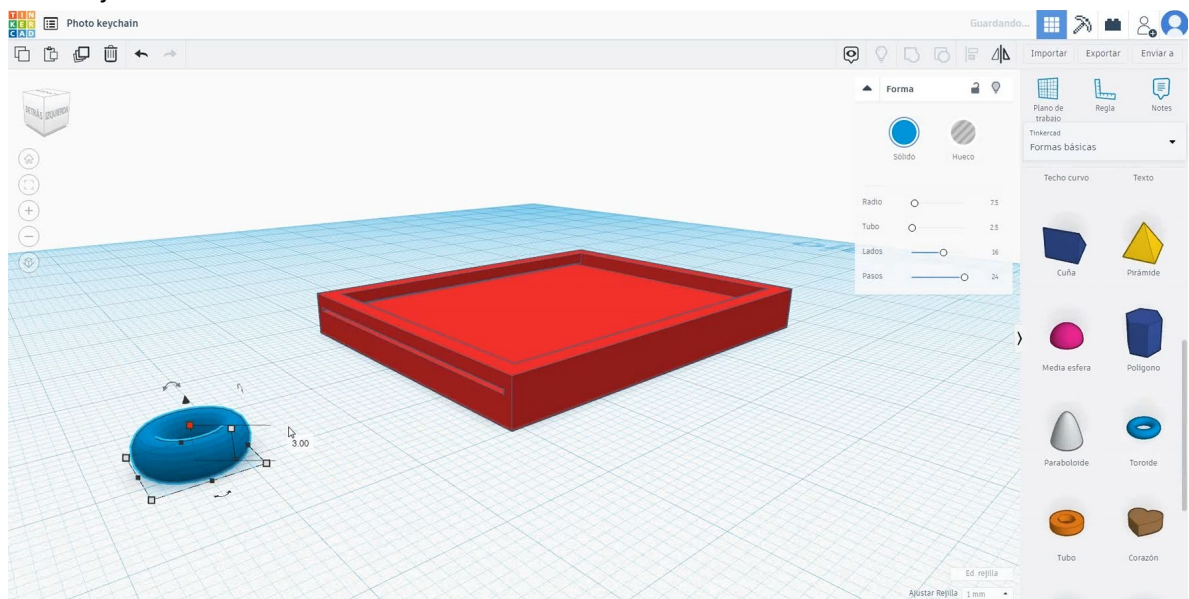 TIN
KER
CAD
Photo keychain
Guardando...
Importar
Exportar
Enviar a
DETRÁS
IZQUIERDA
Forma
Sólido
Hueco
Radio
7.5
Tubo
2.5
Lados
16
Pasos
24
Plano de
trabajo
Regla
Notes
Tinkercad
Formas básicas
Techo curvo
Texto
Cuña
Pirámide
Media esfera
Polígono
Paraboloide
Toroide
Tubo
Corazón
3.00
Ed. rejilla
Ajustar Rejilla
1 mm